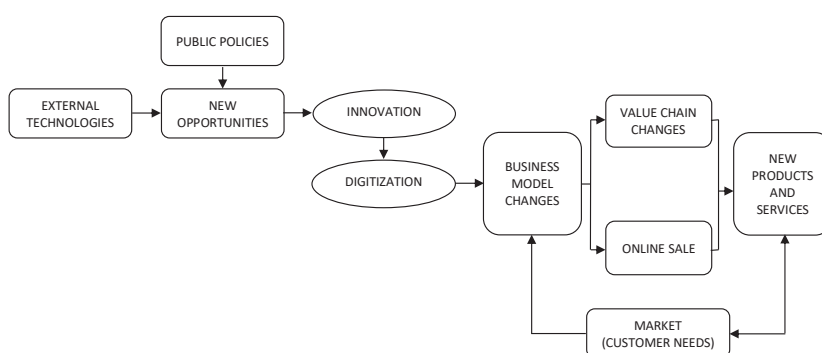 PUBLIC POLICIES
EXTERNAL
TECHNOLOGIES
NEW
OPPORTUNITIES
INNOVATION
DIGITIZATION
BUSINESS
MODEL
CHANGES
VALUE CHAIN
CHANGES
ONLINE SALE
NEW
PRODUCTS
AND
SERVICES
MARKET
(CUSTOMER NEEDS)